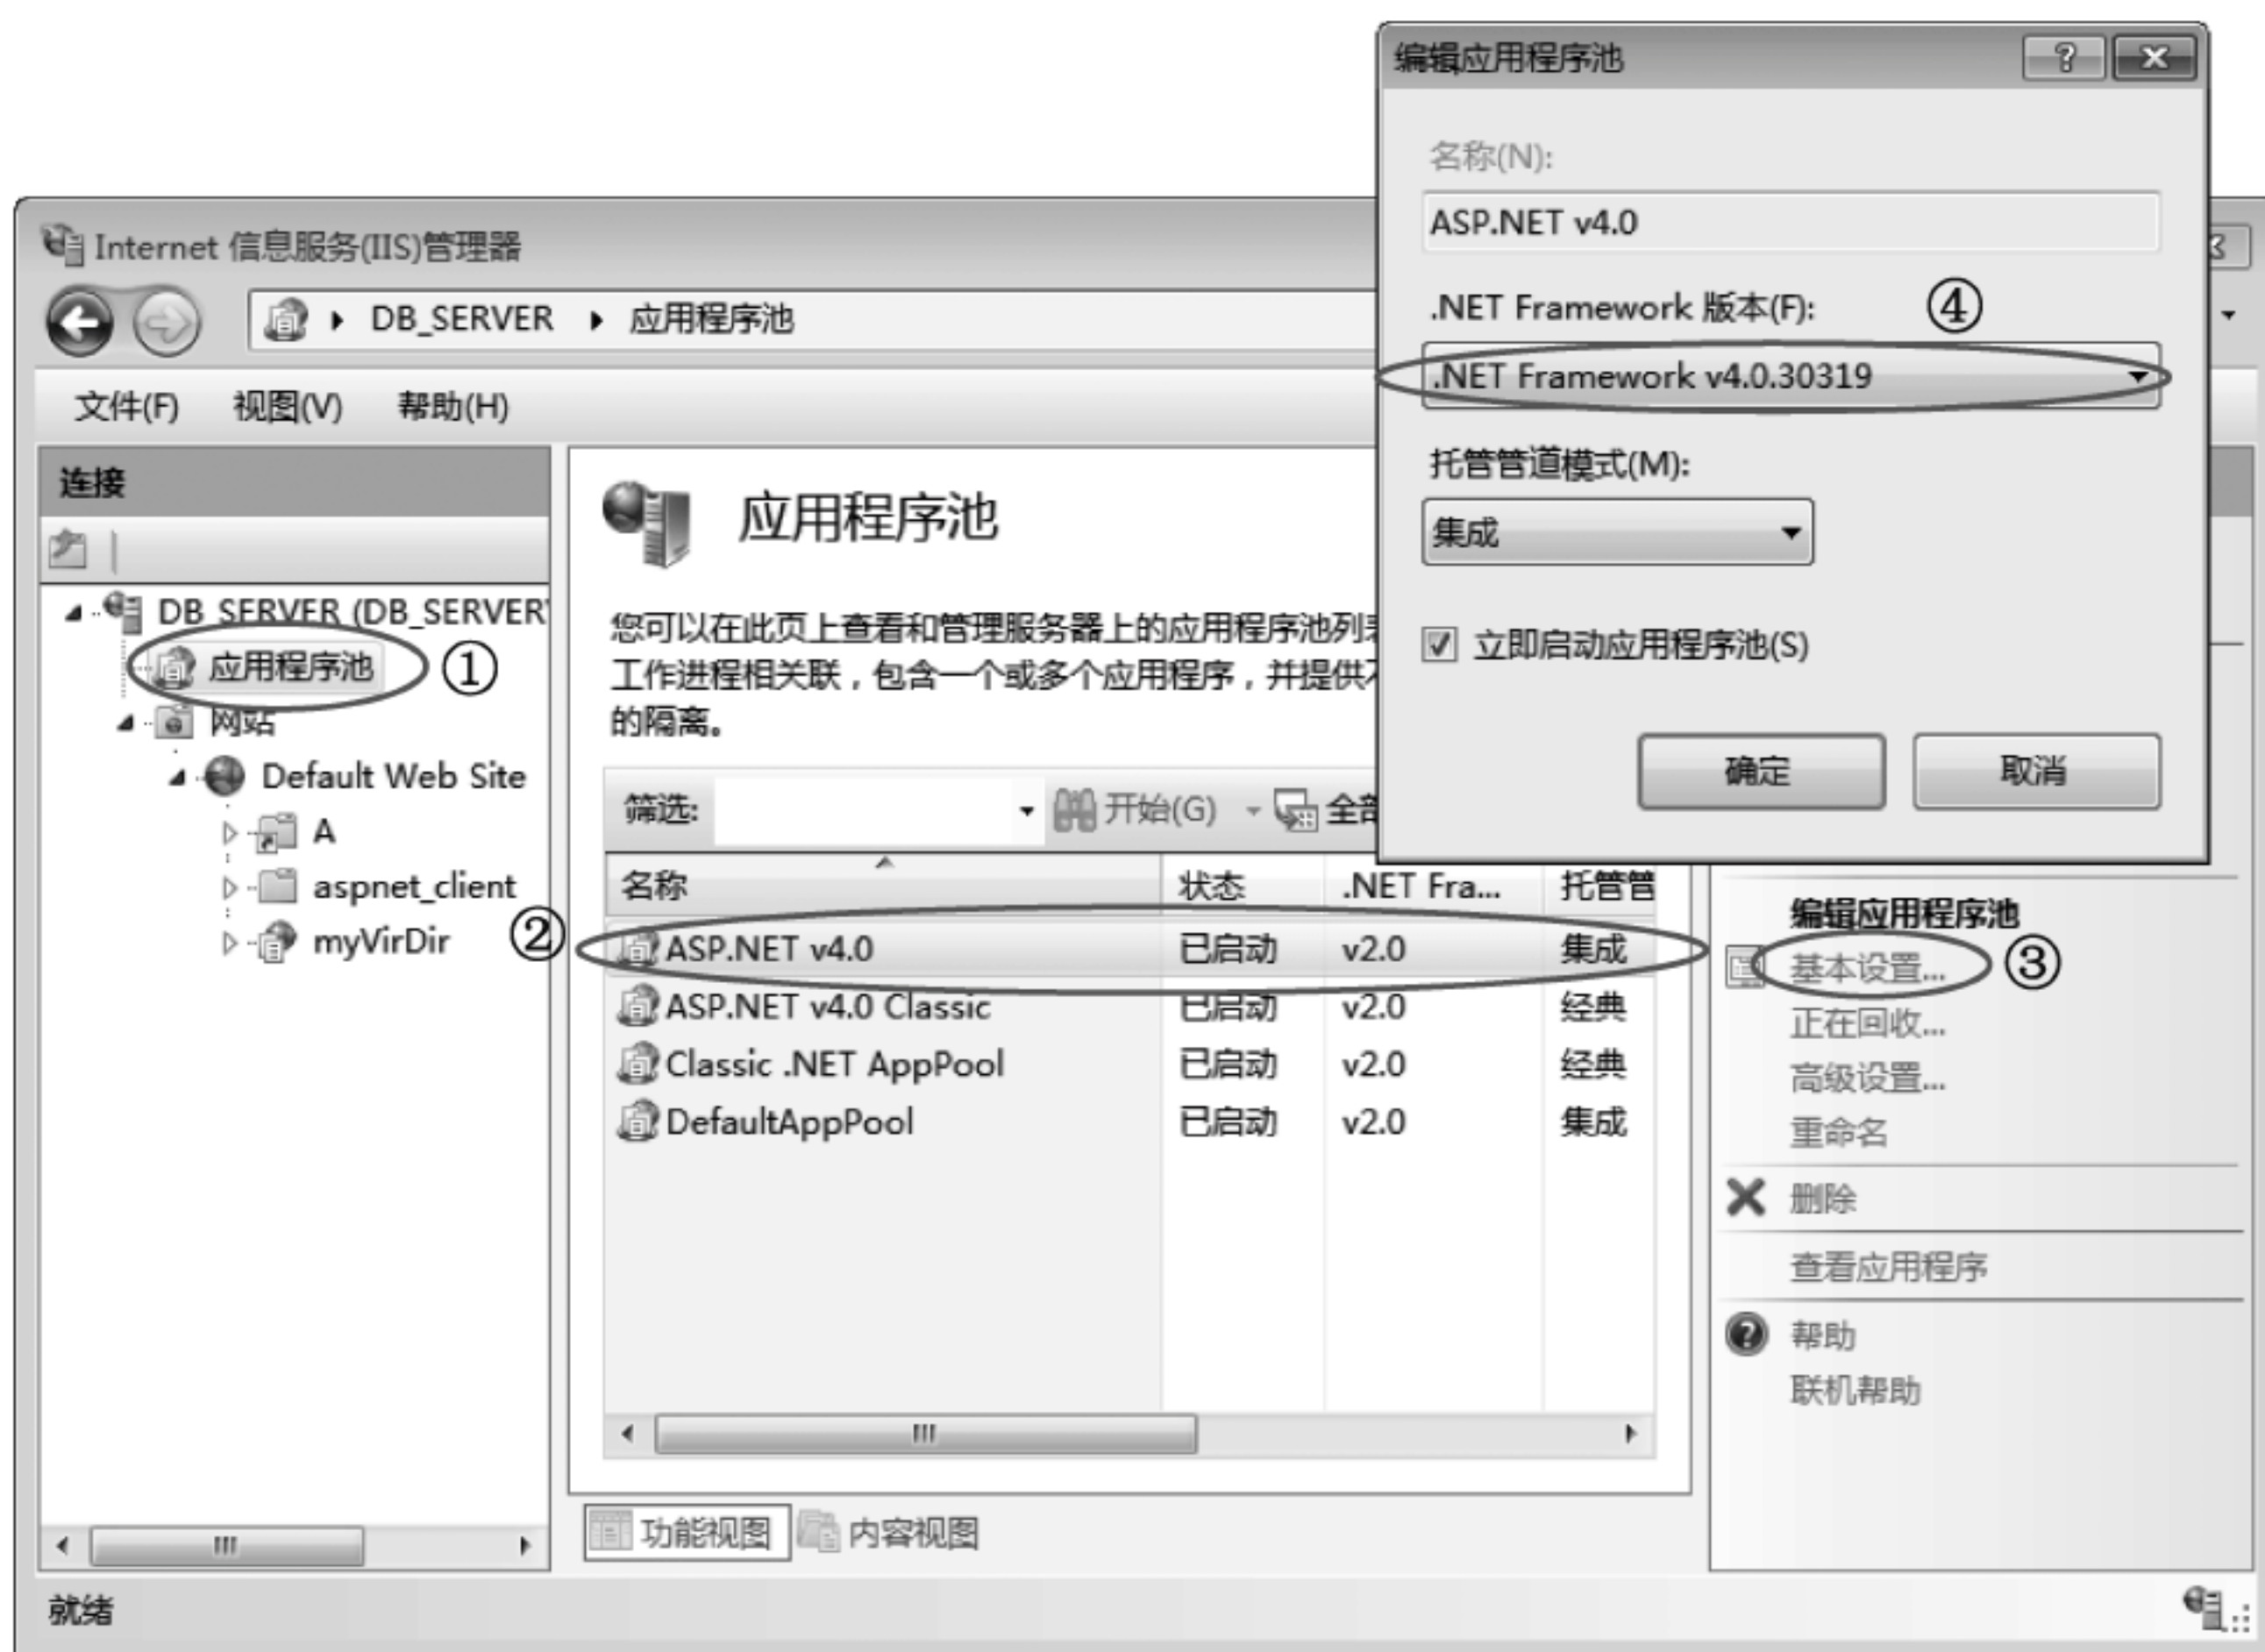 编辑应用程序池
名称(N):
ASP.NET v4.0
.NET Framework 版本(F): ④
.NET Framework v4.0.30319
托管管道模式(M):
集成
立即启动应用程序池(S)
确定 取消
Internet 信息服务(IIS)管理器
DB_SERVER 应用程序池
文件(F) 视图(V) 帮助(H)
连接
DB_SERVER (DB_SERVER
应用程序池 ①
网站
Default Web Site
A
aspnet_client
myVirDir
应用程序池
您可以在此页上查看和管理服务器上的应用程序池列
工作进程相关联，包含一个或多个应用程序，并提供
的隔离。
筛选: 开始(G) 全部
名称 状态 .NET Fra... 托管管
② ASP.NET v4.0 已启动 v2.0 集成
ASP.NET v4.0 Classic 已启动 v2.0 经典
Classic .NET AppPool 已启动 v2.0 经典
DefaultAppPool 已启动 v2.0 集成
功能视图 内容视图
编辑应用程序池
基本设置... ③
正在回收...
高级设置...
重命名
删除
查看应用程序
帮助
联机帮助
就绪